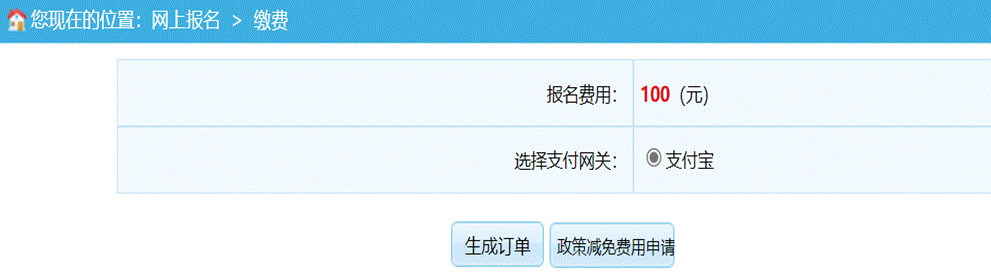 您现在的位置：网上报名 > 缴费
报名费用： 100 (元)
选择支付网关： 支付宝
生成订单 政策减免费用申请